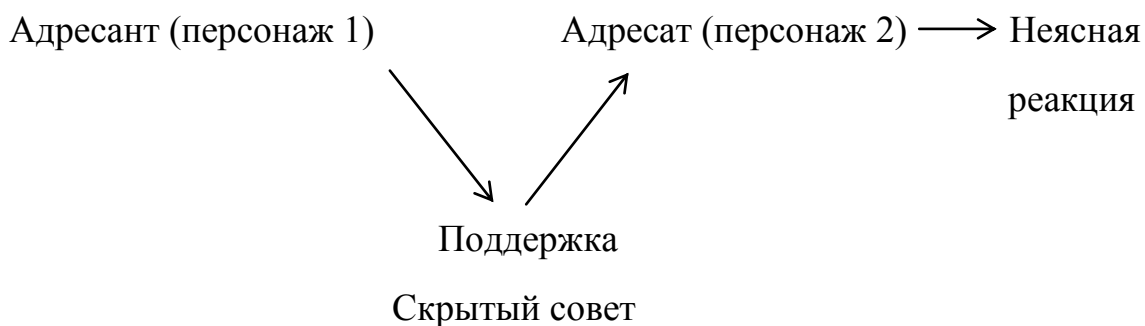 Адресант (персонаж 1)
Адресат (персонаж 2)
Неясная
реакция
Поддержка
Скрытый совет